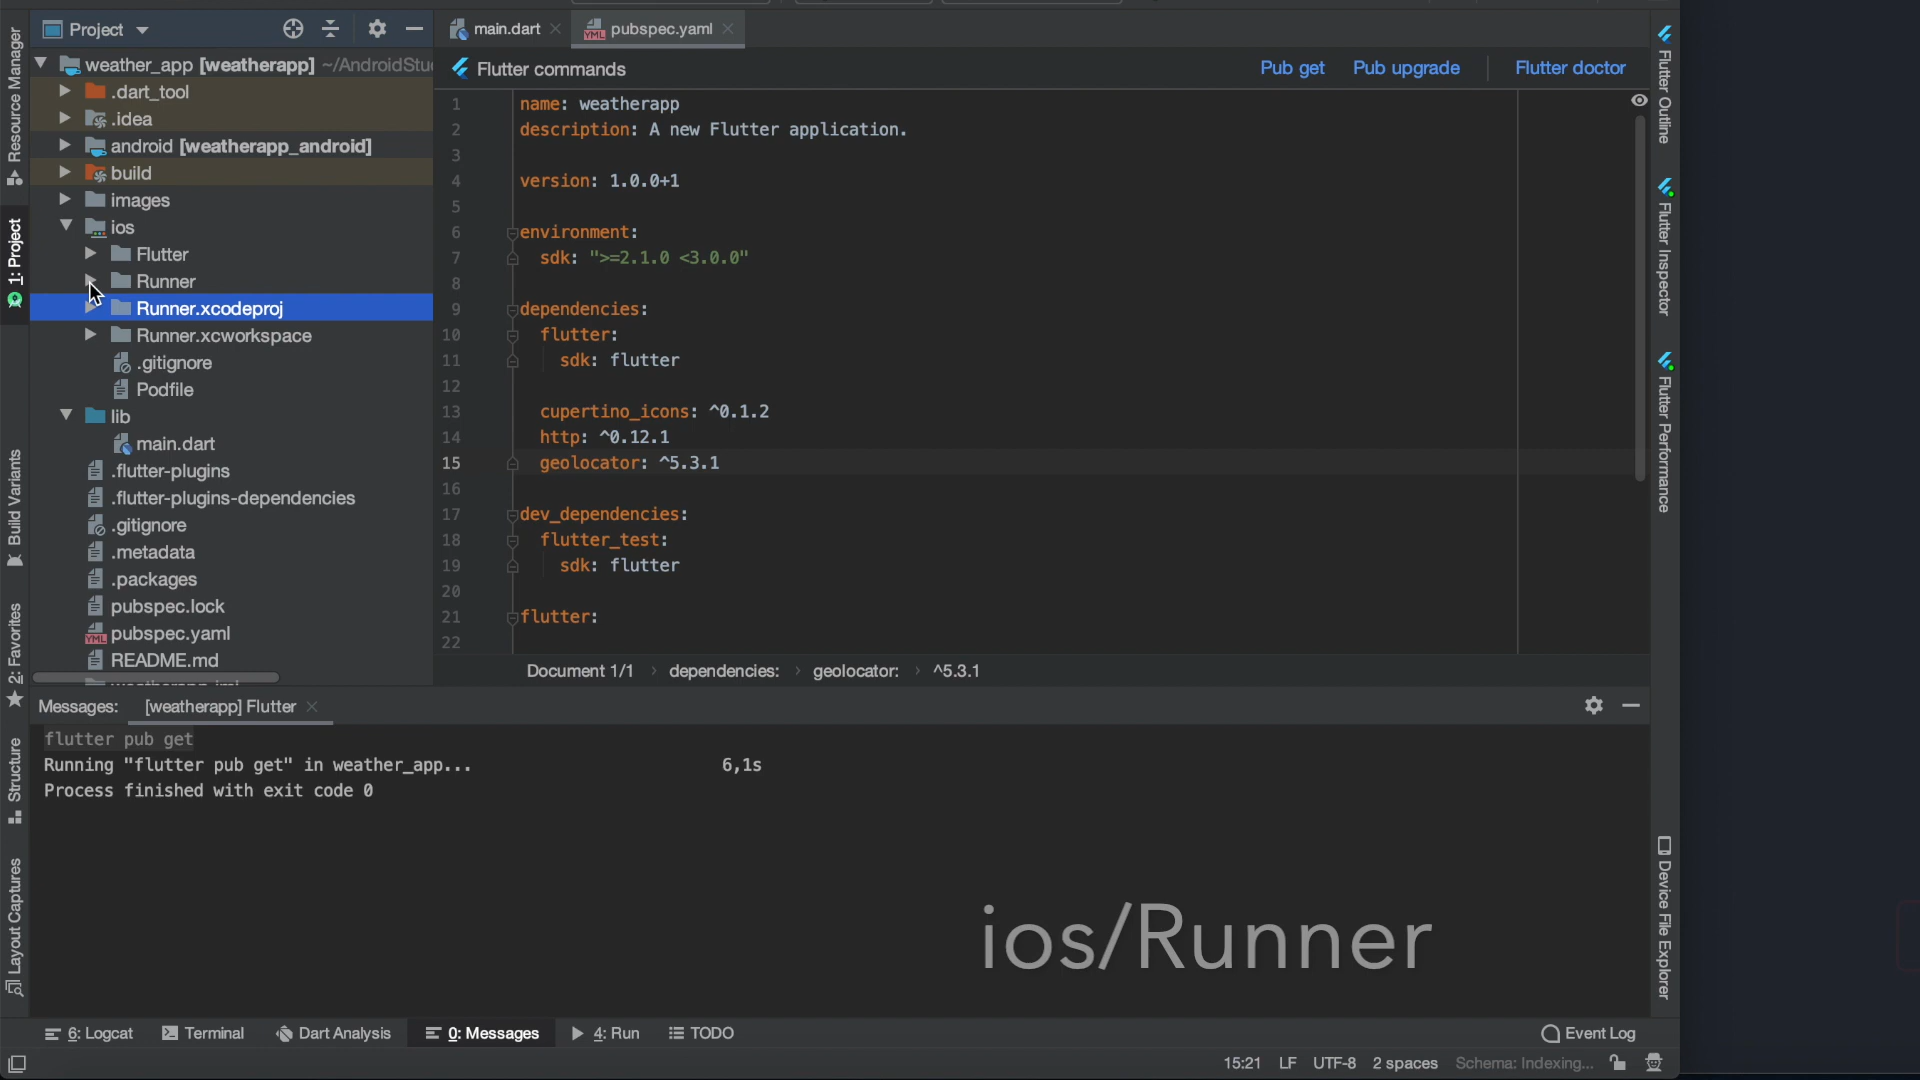 Project
main.dart
pubspec.yaml
weather_app [weatherapp] ~/AndroidStu
.dart_tool
.idea
android [weatherapp_android]
build
images
ios
Flutter
Runner
Runner.xcodeproj
Runner.xcworkspace
.gitignore
Podfile
lib
main.dart
.flutter-plugins
.flutter-plugins-dependencies
.gitignore
.metadata
.packages
pubspec.lock
YML pubspec.yaml
README.md
Resource Manager
1: Project
Build Variants
2: Favorites
Structure
Layout Captures
Flutter commands
Pub get
Pub upgrade
Flutter doctor
1 name: weatherapp
2 description: A new Flutter application.
3
4 version: 1.0.0+1
5
6 environment:
7 sdk: ">=2.1.0 <3.0.0"
8
9 dependencies:
10 flutter:
11 sdk: flutter
12
13 cupertino_icons: ^0.1.2
14 http: ^0.12.1
15 geolocator: ^5.3.1
16
17 dev_dependencies:
18 flutter_test:
19 sdk: flutter
20
21 flutter:
22
Document 1/1 › dependencies: › geolocator: › ^5.3.1
Flutter Outline
Flutter Inspector
Flutter Performance
Device File Explorer
Messages: [weatherapp] Flutter
flutter pub get
Running "flutter pub get" in weather_app... 6,1s
Process finished with exit code 0
ios/Runner
6: Logcat
Terminal
Dart Analysis
0: Messages
4: Run
TODO
Event Log
15:21 LF UTF-8 2 spaces Schema: Indexing...